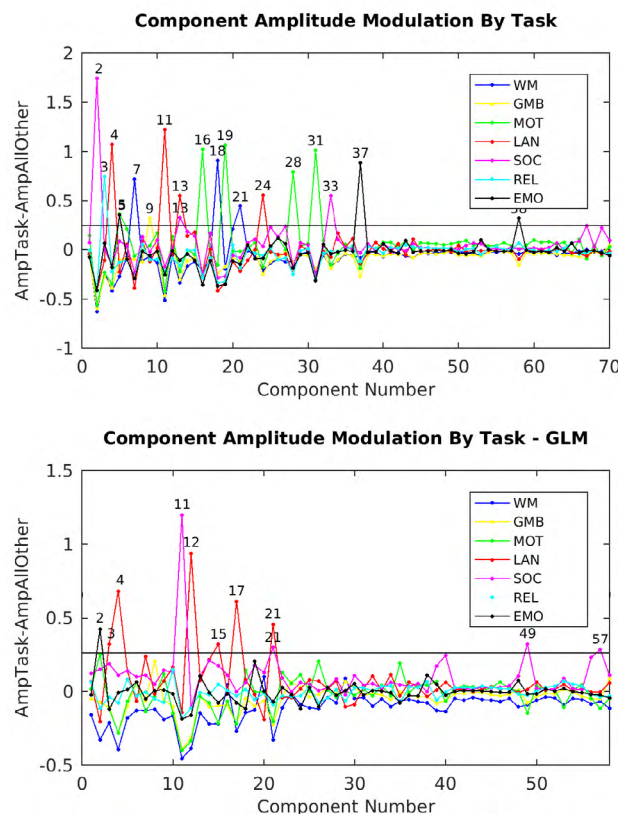 Component Amplitude Modulation By Task
2
2
WM
GMB
MOT
LAN
SOC
REL
EMO
1.5
11
4
19
16
31
1
18
37
3
7
28
13
24
33
0.5
21
5
9
13
0
-0.5
-1
AmpTask-AmpAllOther
0 10 20 30 40 50 60 70
Component Number
Component Amplitude Modulation By Task - GLM
1.5
11
WM
GMB
MOT
LAN
SOC
REL
EMO
1
12
4
17
0.5
2
3
15
21
21
49
57
0
-0.5
AmpTask-AmpAllOther
0 10 20 30 40 50
Component Number